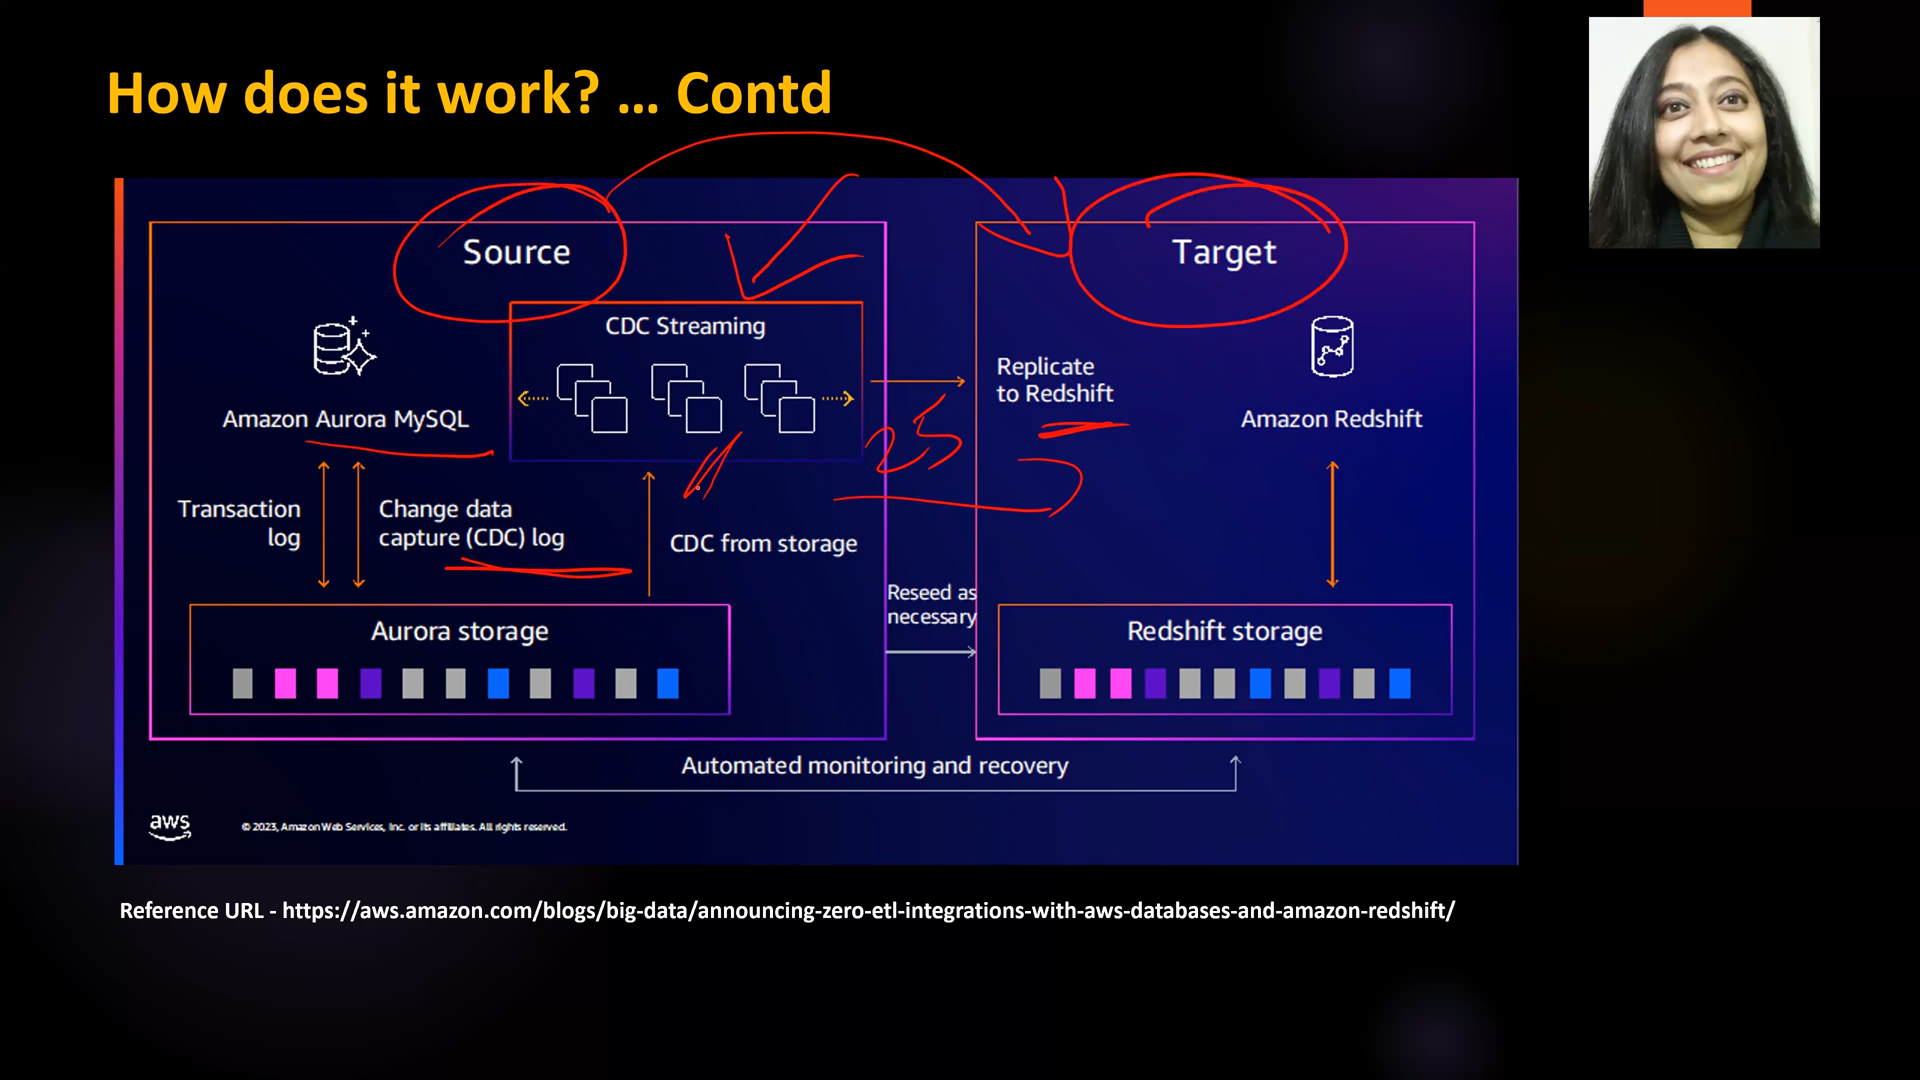 How does it work? ... Contd
Source
Target
CDC Streaming
Amazon Aurora MySQL
Replicate
to Redshift
Amazon Redshift
25
Transaction
log
Change data
capture (CDC) log
CDC from storage
Reseed as
necessary
Aurora storage
Redshift storage
Automated monitoring and recovery
aws
© 2023, Amazon Web Services, Inc. or its affiliates. All rights reserved.
Reference URL - https://aws.amazon.com/blogs/big-data/announcing-zero-etl-integrations-with-aws-databases-and-amazon-redshift/